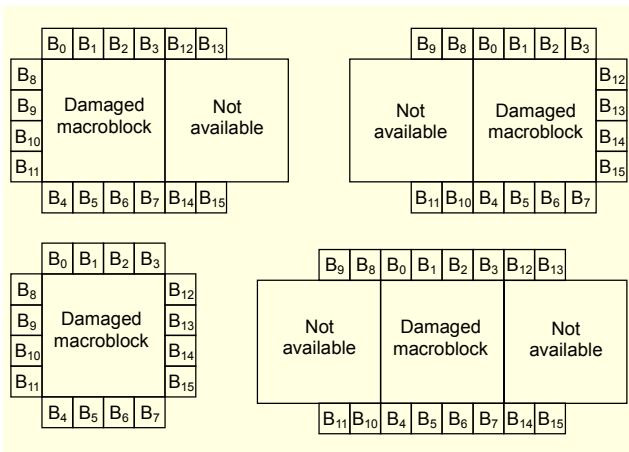 B₀ B₁ B₂ B₃ B₁₂ B₁₃
B₈
B₉
B₁₀
B₁₁
Damaged
macroblock
Not
available
B₄ B₅ B₆ B₇ B₁₄ B₁₅
B₉ B₈ B₀ B₁ B₂ B₃
Not
available
Damaged
macroblock
B₁₂
B₁₃
B₁₄
B₁₅
B₁₁ B₁₀ B₄ B₅ B₆ B₇
B₀ B₁ B₂ B₃
B₈
B₉
B₁₀
B₁₁
Damaged
macroblock
B₁₂
B₁₃
B₁₄
B₁₅
B₄ B₅ B₆ B₇
B₉ B₈ B₀ B₁ B₂ B₃ B₁₂ B₁₃
Not
available
Damaged
macroblock
Not
available
B₁₁ B₁₀ B₄ B₅ B₆ B₇ B₁₄ B₁₅